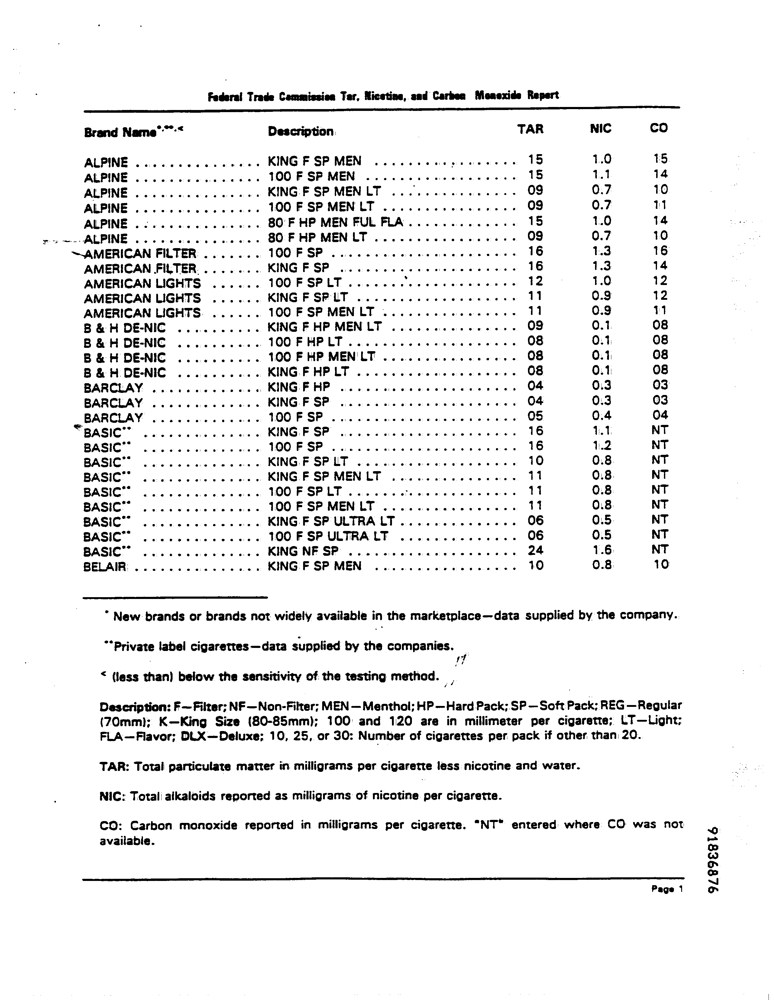 Federal Trade Commission Tar, Nicotine, and Carbon Monoxide Report
Brand Name*,**,< Description TAR NIC CO
ALPINE ............... KING F SP MEN ................. 15 1.0 15
ALPINE ............... 100 F SP MEN .................. 15 1.1 14
ALPINE ............... KING F SP MEN LT ............... 09 0.7 10
ALPINE ............... 100 F SP MEN LT ................ 09 0.7 11
ALPINE ............... 80 F HP MEN FUL FLA ............. 15 1.0 14
ALPINE ............... 80 F HP MEN LT ................. 09 0.7 10
AMERICAN FILTER ....... 100 F SP ...................... 16 1.3 16
AMERICAN FILTER ....... KING F SP ..................... 16 1.3 14
AMERICAN LIGHTS ...... 100 F SP LT .................... 12 1.0 12
AMERICAN LIGHTS ...... KING F SP LT ................... 11 0.9 12
AMERICAN LIGHTS ...... 100 F SP MEN LT ................ 11 0.9 11
B & H DE-NIC .......... KING F HP MEN LT ............... 09 0.1 08
B & H DE-NIC .......... 100 F HP LT .................... 08 0.1 08
B & H DE-NIC .......... 100 F HP MEN LT ................ 08 0.1 08
B & H DE-NIC .......... KING F HP LT ................... 08 0.1 08
BARCLAY ............. KING F HP ..................... 04 0.3 03
BARCLAY ............. KING F SP ..................... 04 0.3 03
BARCLAY ............. 100 F SP ...................... 05 0.4 04
BASIC** .............. KING F SP ..................... 16 1.1 NT
BASIC** .............. 100 F SP ...................... 16 1.2 NT
BASIC** .............. KING F SP LT ................... 10 0.8 NT
BASIC** .............. KING F SP MEN LT ............... 11 0.8 NT
BASIC** .............. 100 F SP LT .................... 11 0.8 NT
BASIC** .............. 100 F SP MEN LT ................ 11 0.8 NT
BASIC** .............. KING F SP ULTRA LT .............. 06 0.5 NT
BASIC** .............. 100 F SP ULTRA LT .............. 06 0.5 NT
BASIC** .............. KING NF SP .................... 24 1.6 NT
BELAIR ............... KING F SP MEN ................. 10 0.8 10
* New brands or brands not widely available in the marketplace—data supplied by the company.
**Private label cigarettes—data supplied by the companies.
< (less than) below the sensitivity of the testing method.
Description: F—Filter; NF—Non-Filter; MEN—Menthol; HP—Hard Pack; SP—Soft Pack; REG—Regular
(70mm); K—King Size (80-85mm); 100 and 120 are in millimeter per cigarette; LT—Light;
FLA—Flavor; DLX—Deluxe; 10, 25, or 30: Number of cigarettes per pack if other than 20.
TAR: Total particulate matter in milligrams per cigarette less nicotine and water.
NIC: Total alkaloids reported as milligrams of nicotine per cigarette.
CO: Carbon monoxide reported in milligrams per cigarette. "NT" entered where CO was not
available.
Page 1
91836876